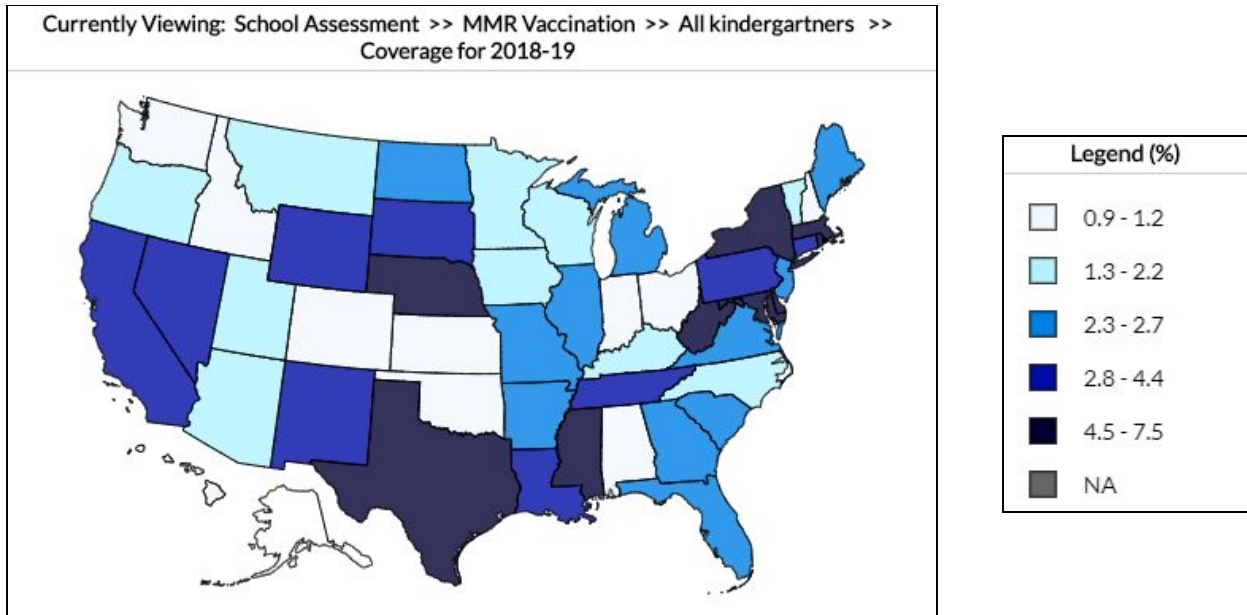 Currently Viewing: School Assessment >> MMR Vaccination >> All kindergartners >>
Coverage for 2018-19
Legend (%)
0.9 - 1.2
1.3 - 2.2
2.3 - 2.7
2.8 - 4.4
4.5 - 7.5
NA